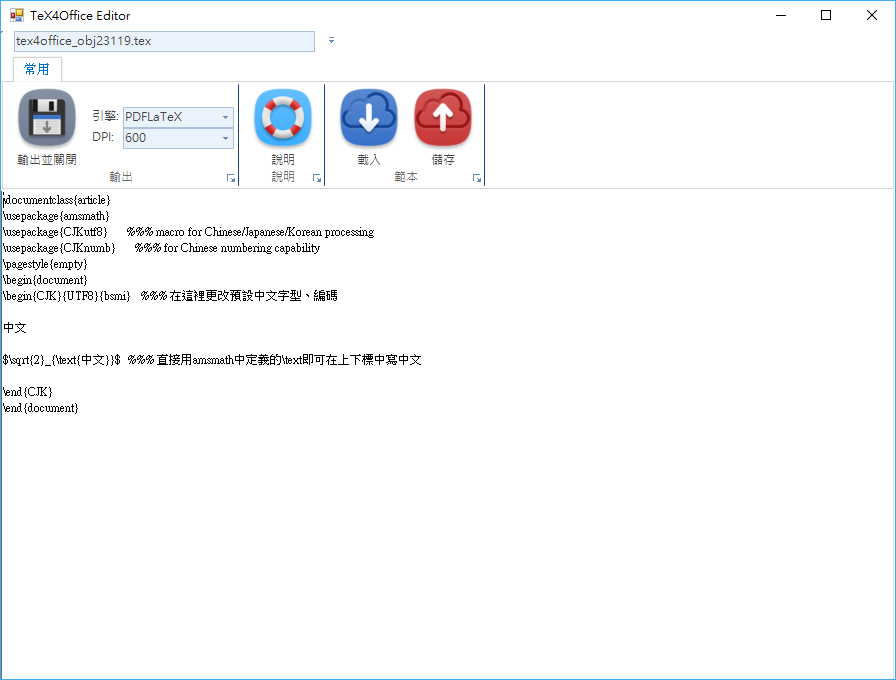 TeX4Office Editor
tex4office_obj23119.tex
常用
引擎: PDFLaTeX
DPI: 600
輸出並關閉
說明
載入
儲存
輸出
說明
範本
\documentclass{article}
\usepackage{amsmath}
\usepackage{CJKutf8} %%% macro for Chinese/Japanese/Korean processing
\usepackage{CJKnumb} %%% for Chinese numbering capability
\pagestyle{empty}
\begin{document}
\begin{CJK}{UTF8}{bsmi} %%% 在這裡更改預設中文字型、編碼
中文
$\sqrt{2}_{\text{中文}}$ %%% 直接用amsmath中定義的\text即可在上下標中寫中文
\end{CJK}
\end{document}